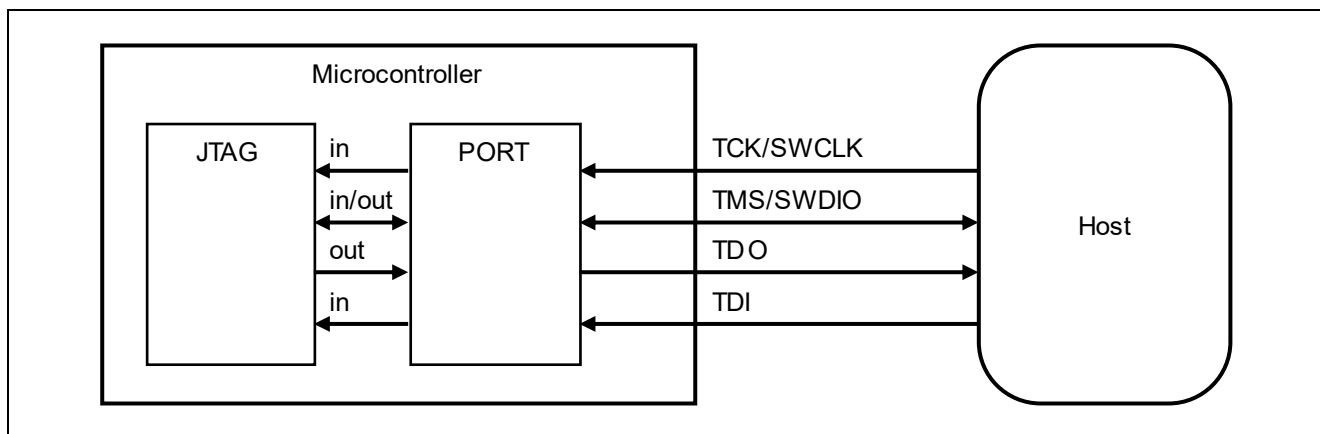 Microcontroller
JTAG
PORT
in
TCK/SWCLK
in/out
TMS/SWDIO
Host
out
TDO
in
TDI